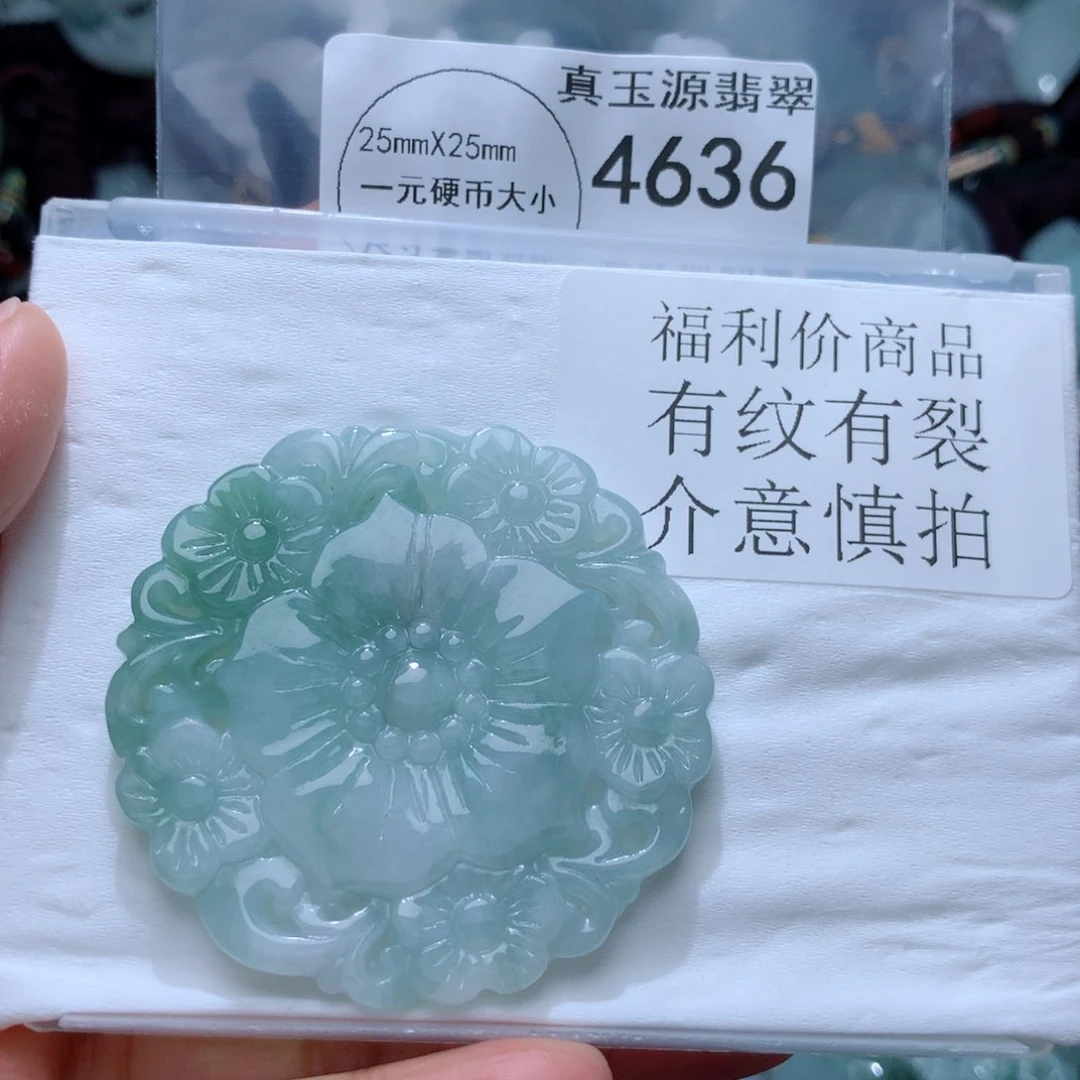 真玉源翡翠
25mmX25mm
一元硬币大小
4636
福利价商品
有纹有裂
介意慎拍